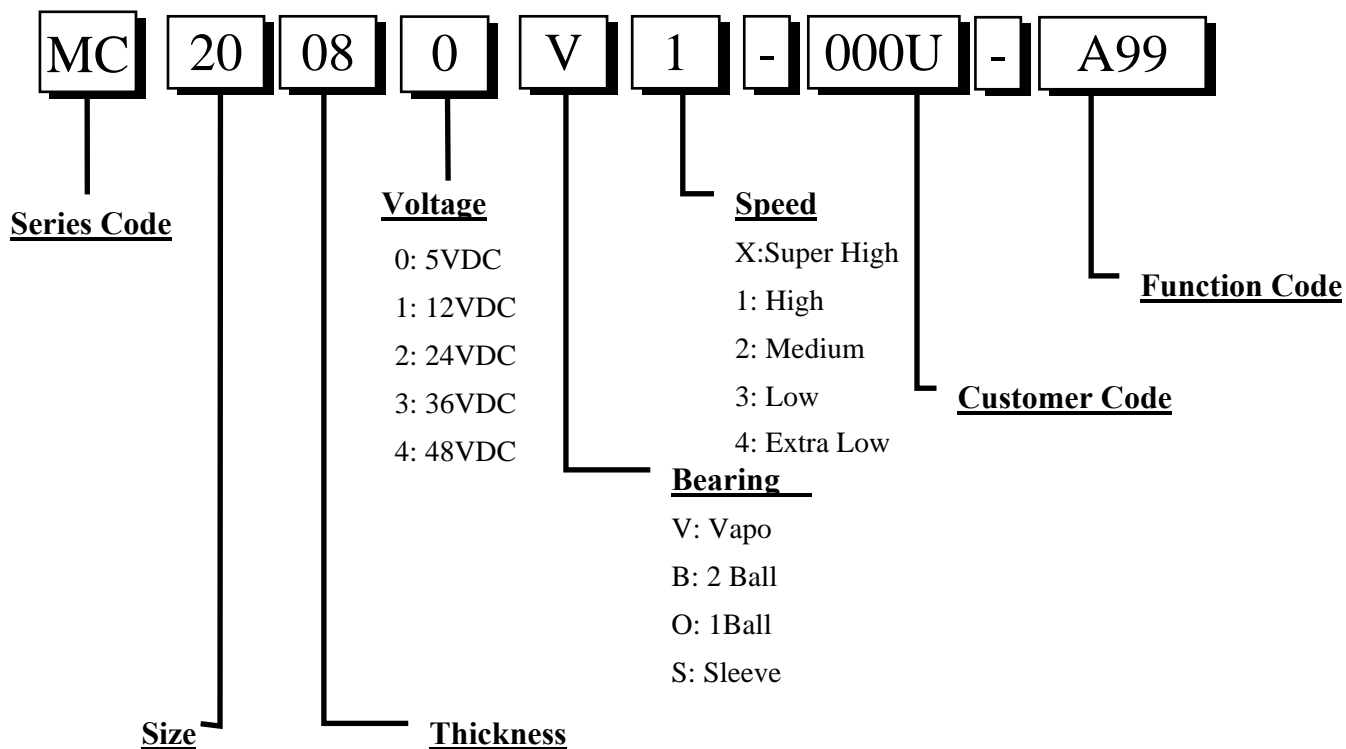 MC 20 08 0 V 1 - 000U - A99
Series Code
Voltage
0: 5VDC
1: 12VDC
2: 24VDC
3: 36VDC
4: 48VDC
Speed
X:Super High
1: High
2: Medium
3: Low
4: Extra Low
Function Code
Customer Code
Bearing
V: Vapo
B: 2 Ball
O: 1Ball
S: Sleeve
Size
Thickness